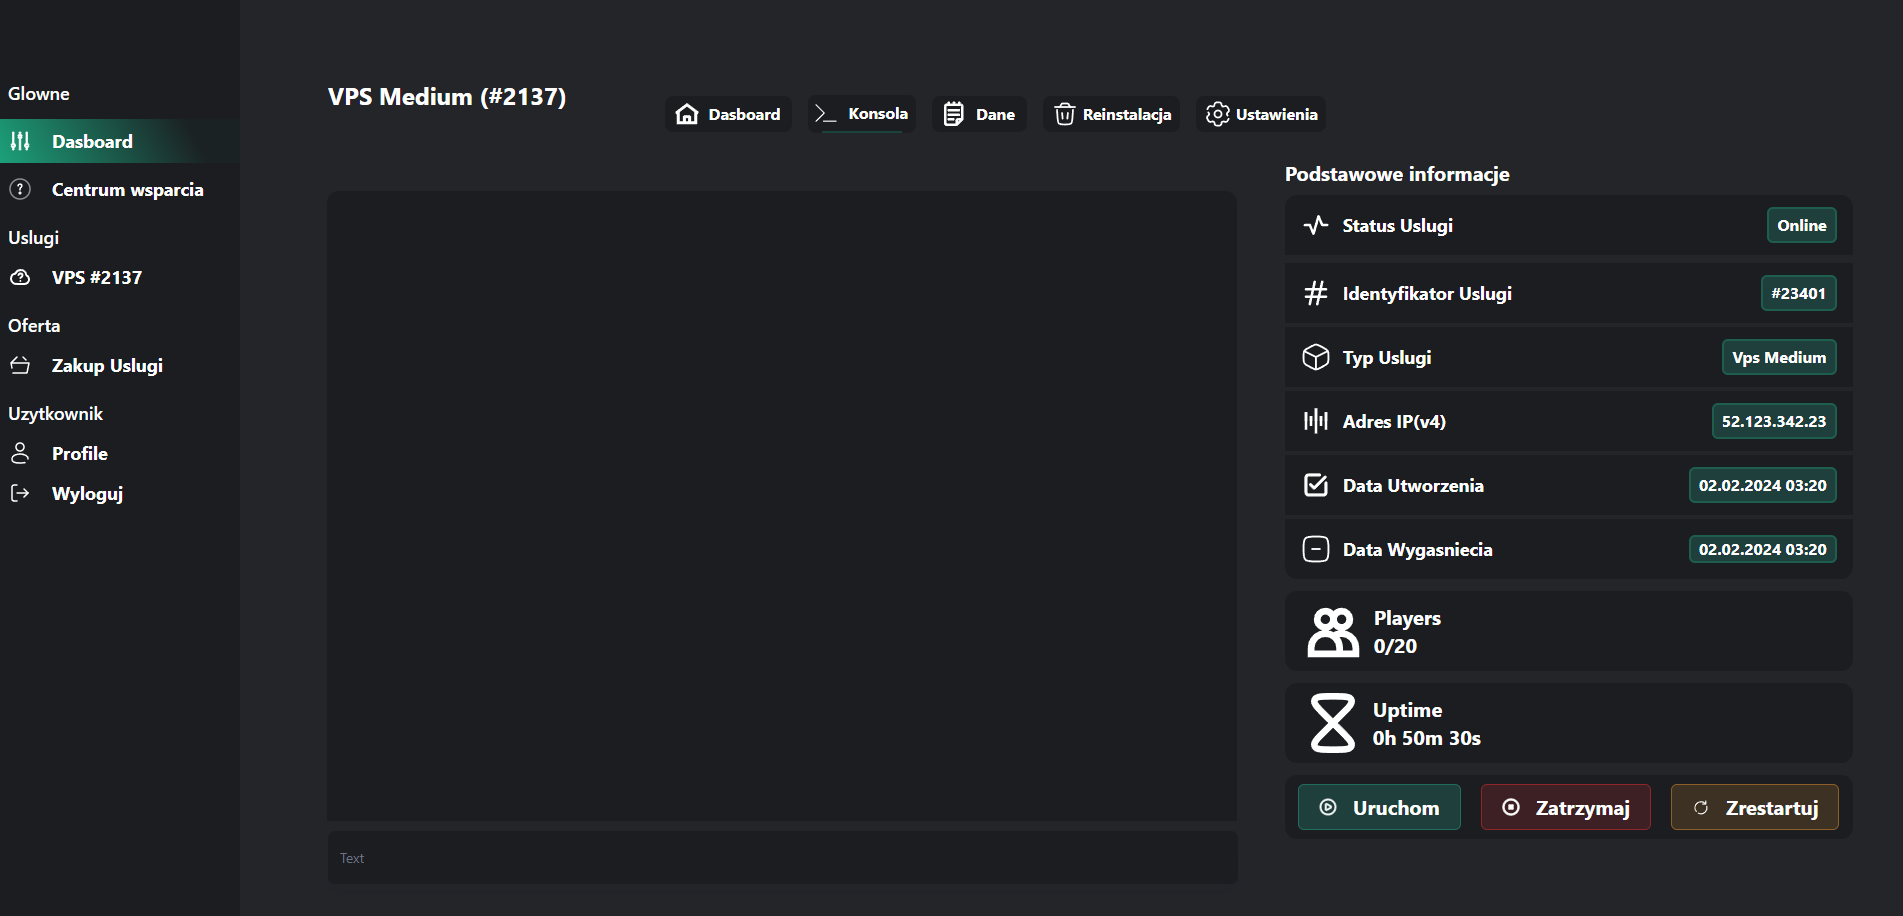 Glowne
Dasboard
Centrum wsparcia
Uslugi
VPS #2137
Oferta
Zakup Uslugi
Uzytkownik
Profile
Wyloguj
VPS Medium (#2137)
Dasboard
Konsola
Dane
Reinstalacja
Ustawienia
Text
Podstawowe informacje
Status Uslugi Online
Identyfikator Uslugi #23401
Typ Uslugi Vps Medium
Adres IP(v4) 52.123.342.23
Data Utworzenia 02.02.2024 03:20
Data Wygasniecia 02.02.2024 03:20
Players
0/20
Uptime
0h 50m 30s
Uruchom
Zatrzymaj
Zrestartuj